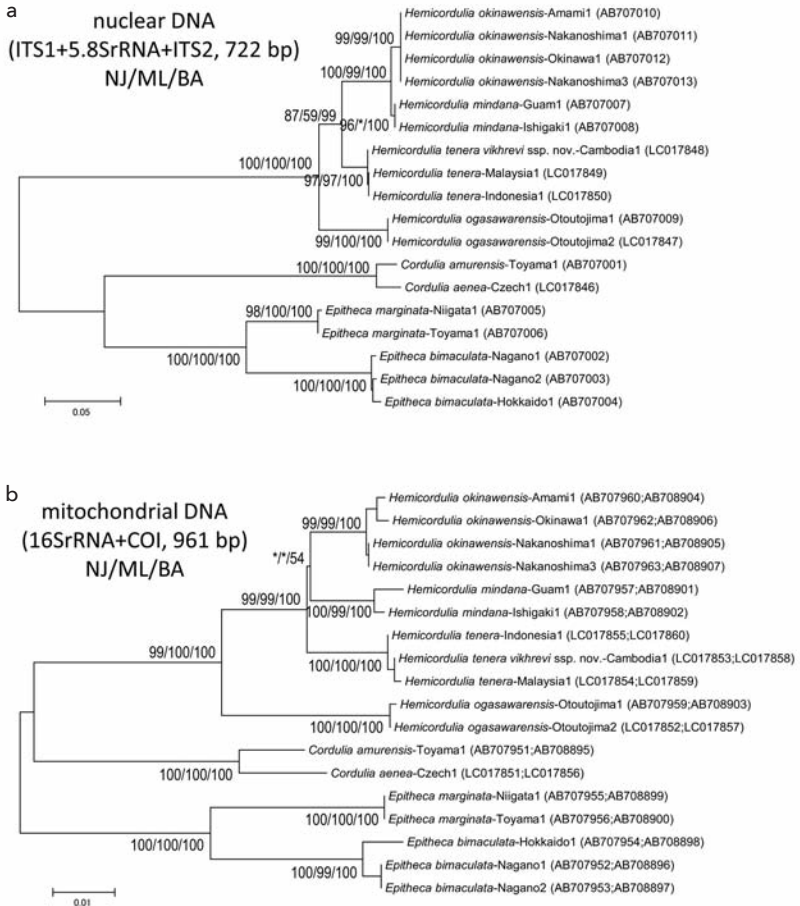 a
nuclear DNA
(ITS1+5.8SrRNA+ITS2, 722 bp)
NJ/ML/BA
Hemicordulia okinawensis-Amami1 (AB707010)
99/99/100
Hemicordulia okinawensis-Nakanoshima1 (AB707011)
Hemicordulia okinawensis-Okinawa1 (AB707012)
100/99/100
Hemicordulia okinawensis-Nakanoshima3 (AB707013)
Hemicordulia mindana-Guam1 (AB707007)
87/59/99
96/*/100
Hemicordulia mindana-Ishigaki1 (AB707008)
Hemicordulia tenera vikhrevi ssp. nov.-Cambodia1 (LC017848)
100/100/100
Hemicordulia tenera-Malaysia1 (LC017849)
97/97/100
Hemicordulia tenera-Indonesia1 (LC017850)
Hemicordulia ogasawarensis-Otoutojima1 (AB707009)
99/100/100
Hemicordulia ogasawarensis-Otoutojima2 (LC017847)
100/100/100
Cordulia amurensis-Toyama1 (AB707001)
Cordulia aenea-Czech1 (LC017846)
98/100/100
Epitheca marginata-Niigata1 (AB707005)
Epitheca marginata-Toyama1 (AB707006)
100/100/100
Epitheca bimaculata-Nagano1 (AB707002)
100/100/100
Epitheca bimaculata-Nagano2 (AB707003)
Epitheca bimaculata-Hokkaido1 (AB707004)
0.05
b
mitochondrial DNA
(16SrRNA+COI, 961 bp)
NJ/ML/BA
Hemicordulia okinawensis-Amami1 (AB707960;AB708904)
99/99/100
Hemicordulia okinawensis-Okinawa1 (AB707962;AB708906)
Hemicordulia okinawensis-Nakanoshima1 (AB707961;AB708905)
*/*/54
Hemicordulia okinawensis-Nakanoshima3 (AB707963;AB708907)
Hemicordulia mindana-Guam1 (AB707957;AB708901)
99/99/100
100/99/100
Hemicordulia mindana-Ishigaki1 (AB707958;AB708902)
Hemicordulia tenera-Indonesia1 (LC017855;LC017860)
99/100/100
100/100/100
Hemicordulia tenera vikhrevi ssp. nov.-Cambodia1 (LC017853;LC017858)
Hemicordulia tenera-Malaysia1 (LC017854;LC017859)
Hemicordulia ogasawarensis-Otoutojima1 (AB707959;AB708903)
100/100/100
Hemicordulia ogasawarensis-Otoutojima2 (LC017852;LC017857)
Cordulia amurensis-Toyama1 (AB707951;AB708895)
100/100/100
Cordulia aenea-Czech1 (LC017851;LC017856)
Epitheca marginata-Niigata1 (AB707955;AB708899)
100/100/100
Epitheca marginata-Toyama1 (AB707956;AB708900)
100/100/100
Epitheca bimaculata-Hokkaido1 (AB707954;AB708898)
100/99/100
Epitheca bimaculata-Nagano1 (AB707952;AB708896)
Epitheca bimaculata-Nagano2 (AB707953;AB708897)
0.01